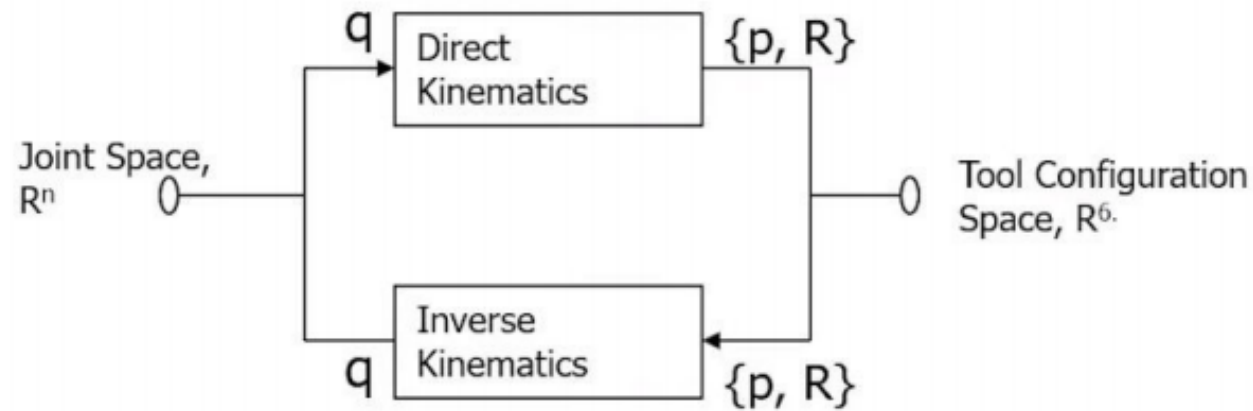 q
Direct
Kinematics
{p, R}
Joint Space,
Rⁿ
Tool Configuration
Space, R⁶·
Inverse
Kinematics
q
{p, R}